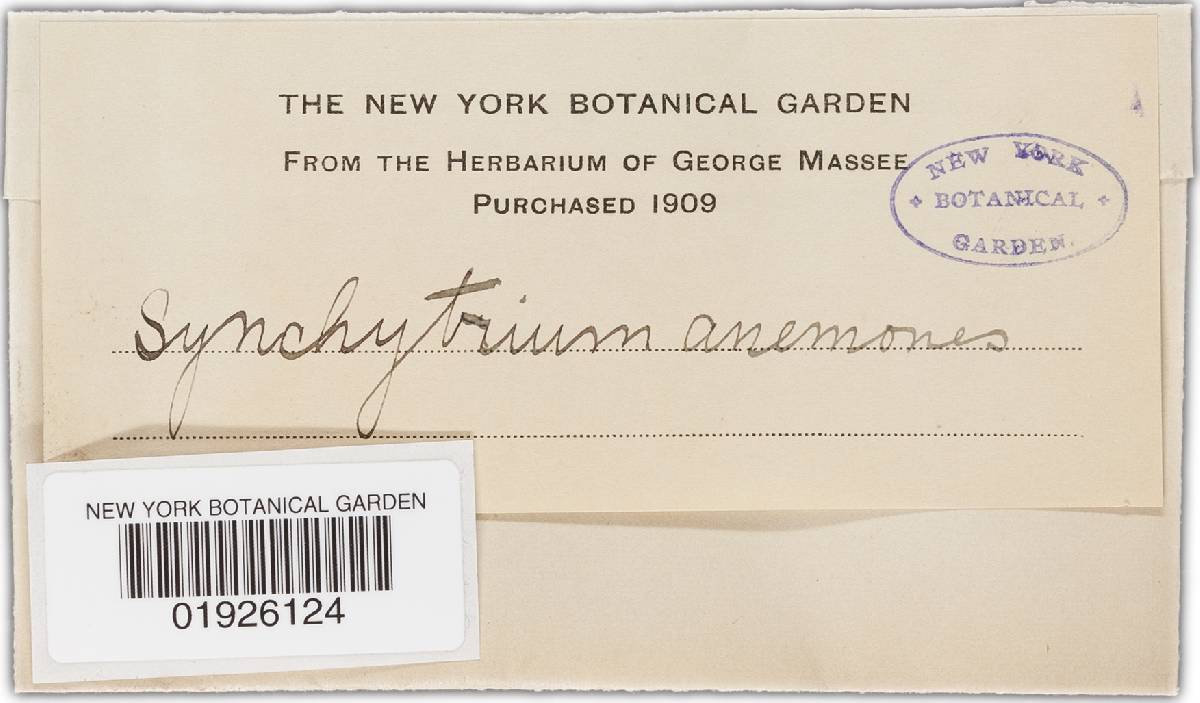 THE NEW YORK BOTANICAL GARDEN
FROM THE HERBARIUM OF GEORGE MASSEE
PURCHASED 1909
NEW YORK
BOTANICAL
GARDEN.
Synchytrium anemones
NEW YORK BOTANICAL GARDEN
01926124